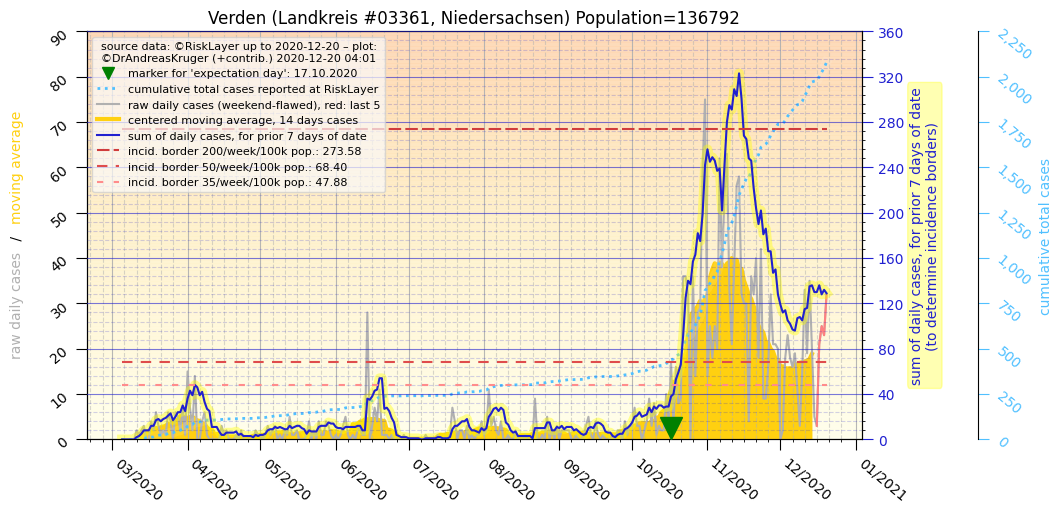 Verden (Landkreis #03361, Niedersachsen) Population=136792
source data: ©RiskLayer up to 2020-12-20 – plot:
©DrAndreasKruger (+contrib.) 2020-12-20 04:01
marker for 'expectation day': 17.10.2020
cumulative total cases reported at RiskLayer
raw daily cases (weekend-flawed), red: last 5
centered moving average, 14 days cases
sum of daily cases, for prior 7 days of date
incid. border 200/week/100k pop.: 273.58
incid. border 50/week/100k pop.: 68.40
incid. border 35/week/100k pop.: 47.88
raw daily cases / moving average
90
80
70
60
50
40
30
20
10
0
03/2020
04/2020
05/2020
06/2020
07/2020
08/2020
09/2020
10/2020
11/2020
12/2020
01/2021
360
320
280
240
200
160
120
80
40
0
sum of daily cases, for prior 7 days of date
(to determine incidence borders)
2,250
2,000
1,750
1,500
1,250
1,000
750
500
250
0
cumulative total cases